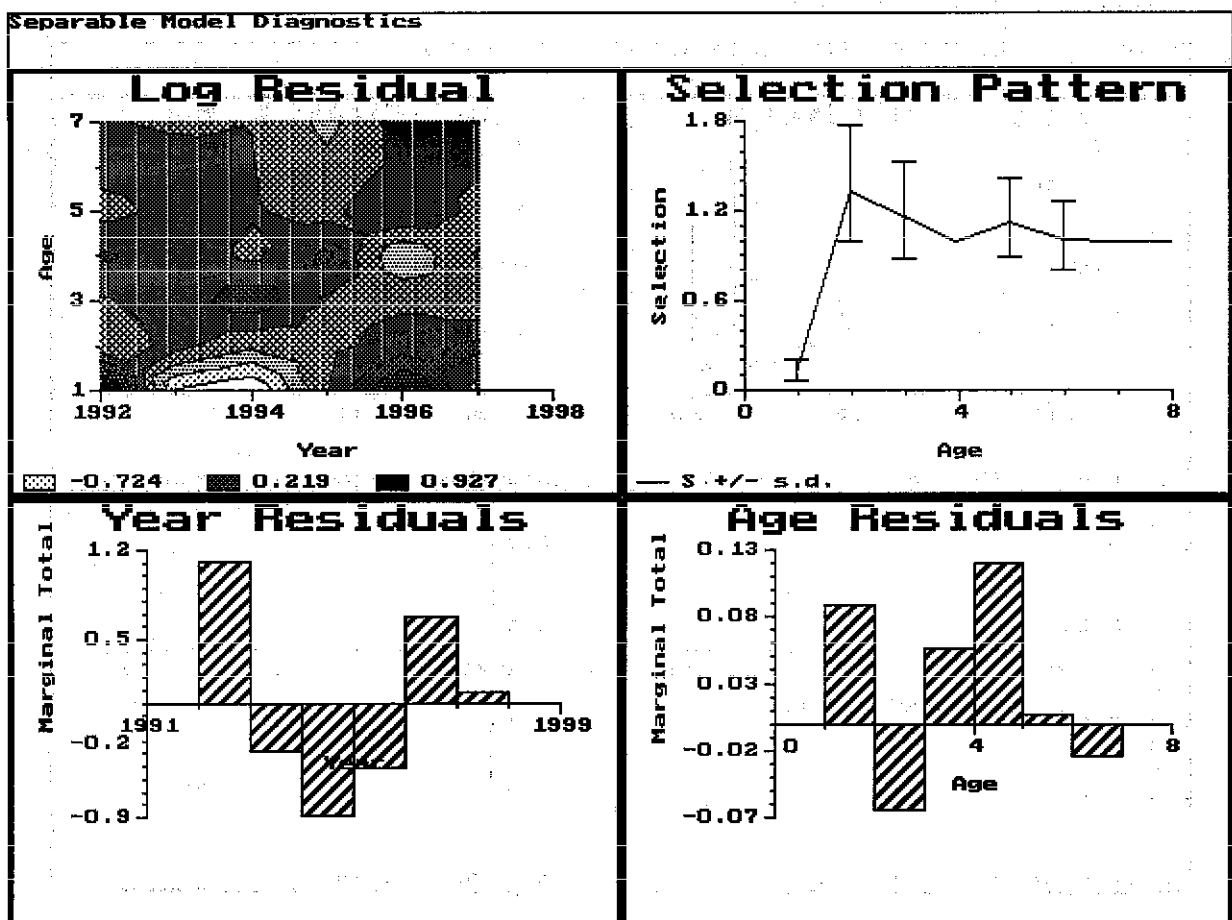 Separable Model Diagnostics
Log Residual
7
5
3
1
Age
1992 1994 1996 1998
Year
-0.724 0.219 0.927
Selection Pattern
1.8
1.2
0.6
0
Selection
0 4 8
Age
S +/- s.d.
Year Residuals
1.2
0.5
-0.2
-0.9
Marginal Total
1991 1999
Year
Age Residuals
0.13
0.08
0.03
-0.02
-0.07
Marginal Total
0 4 8
Age